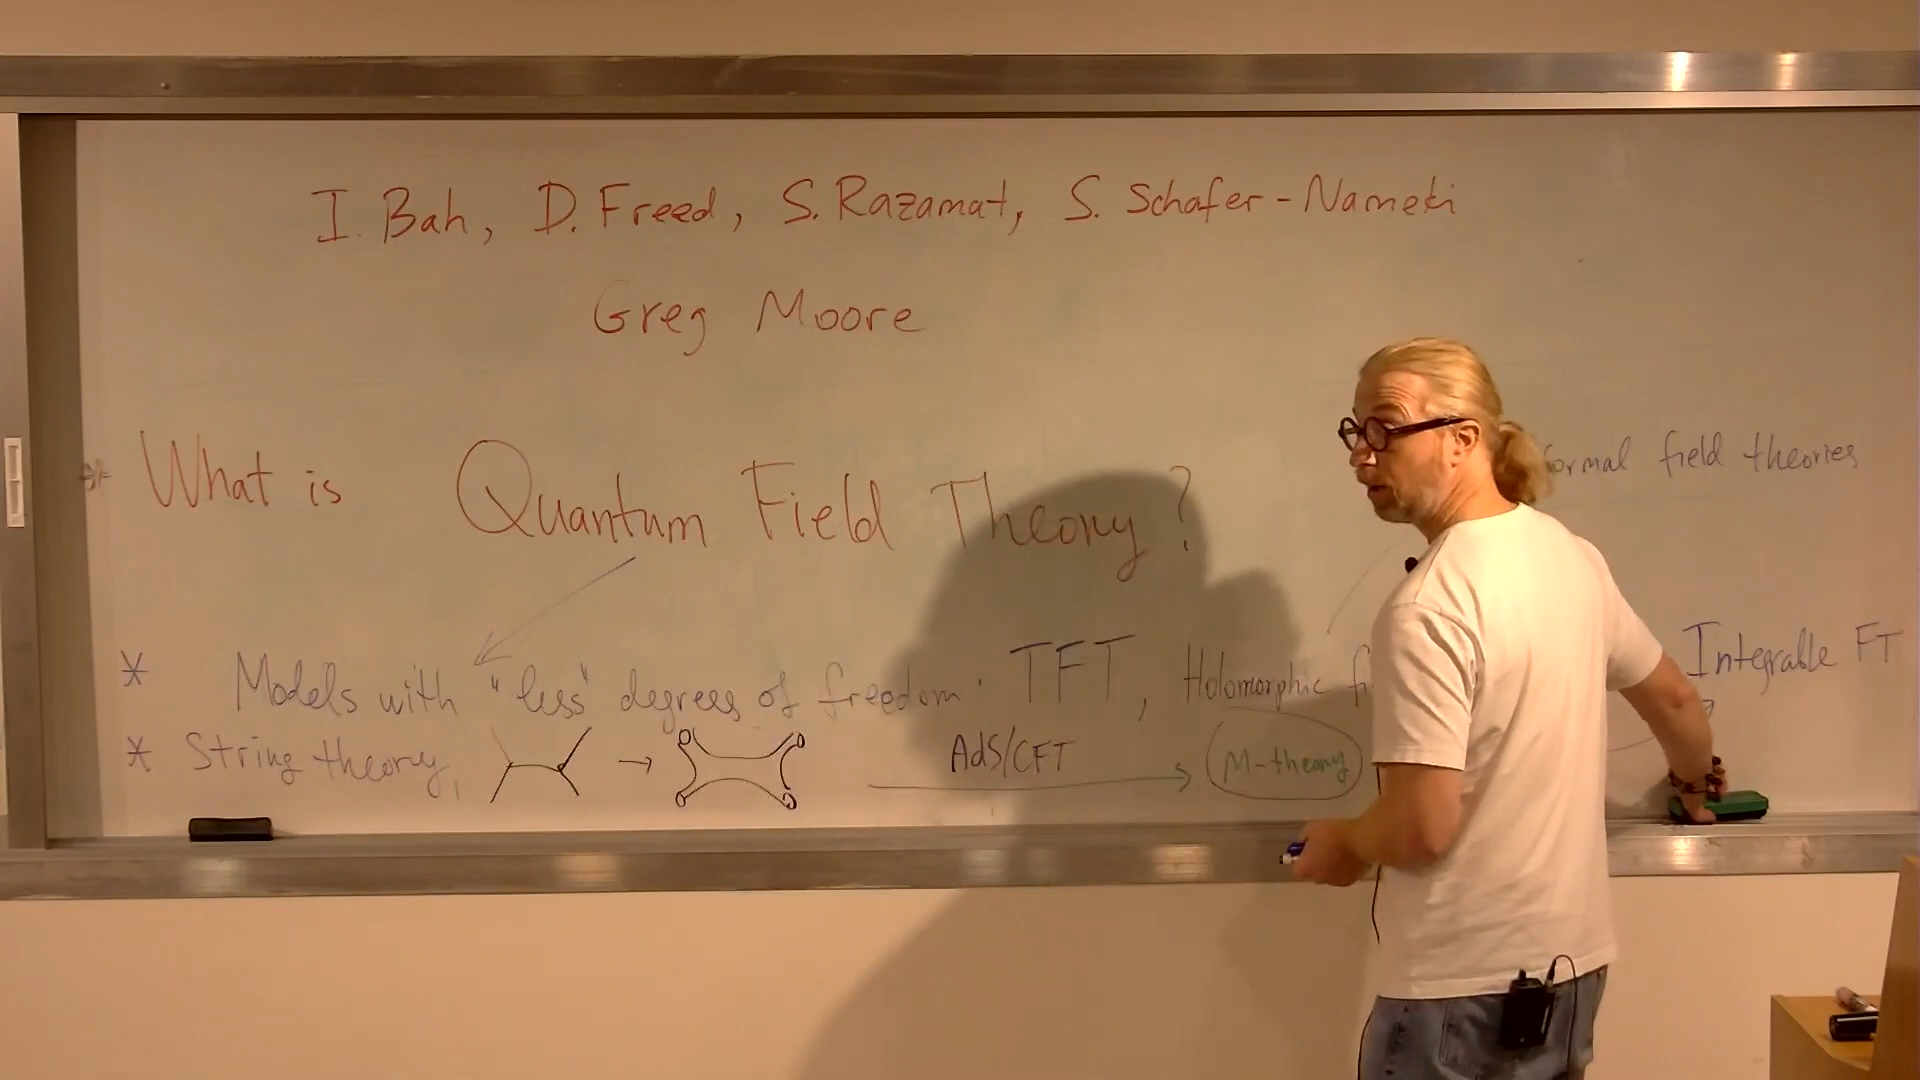 I. Bah, D. Freed, S. Razamat, S. Schafer-Nameki
Greg Moore
* What is Quantum Field Theory?
formal field theories
* Models with "less" degrees of freedom: TFT, Holomorphic
Integrable FT
* String theory, → AdS/CFT M-theory